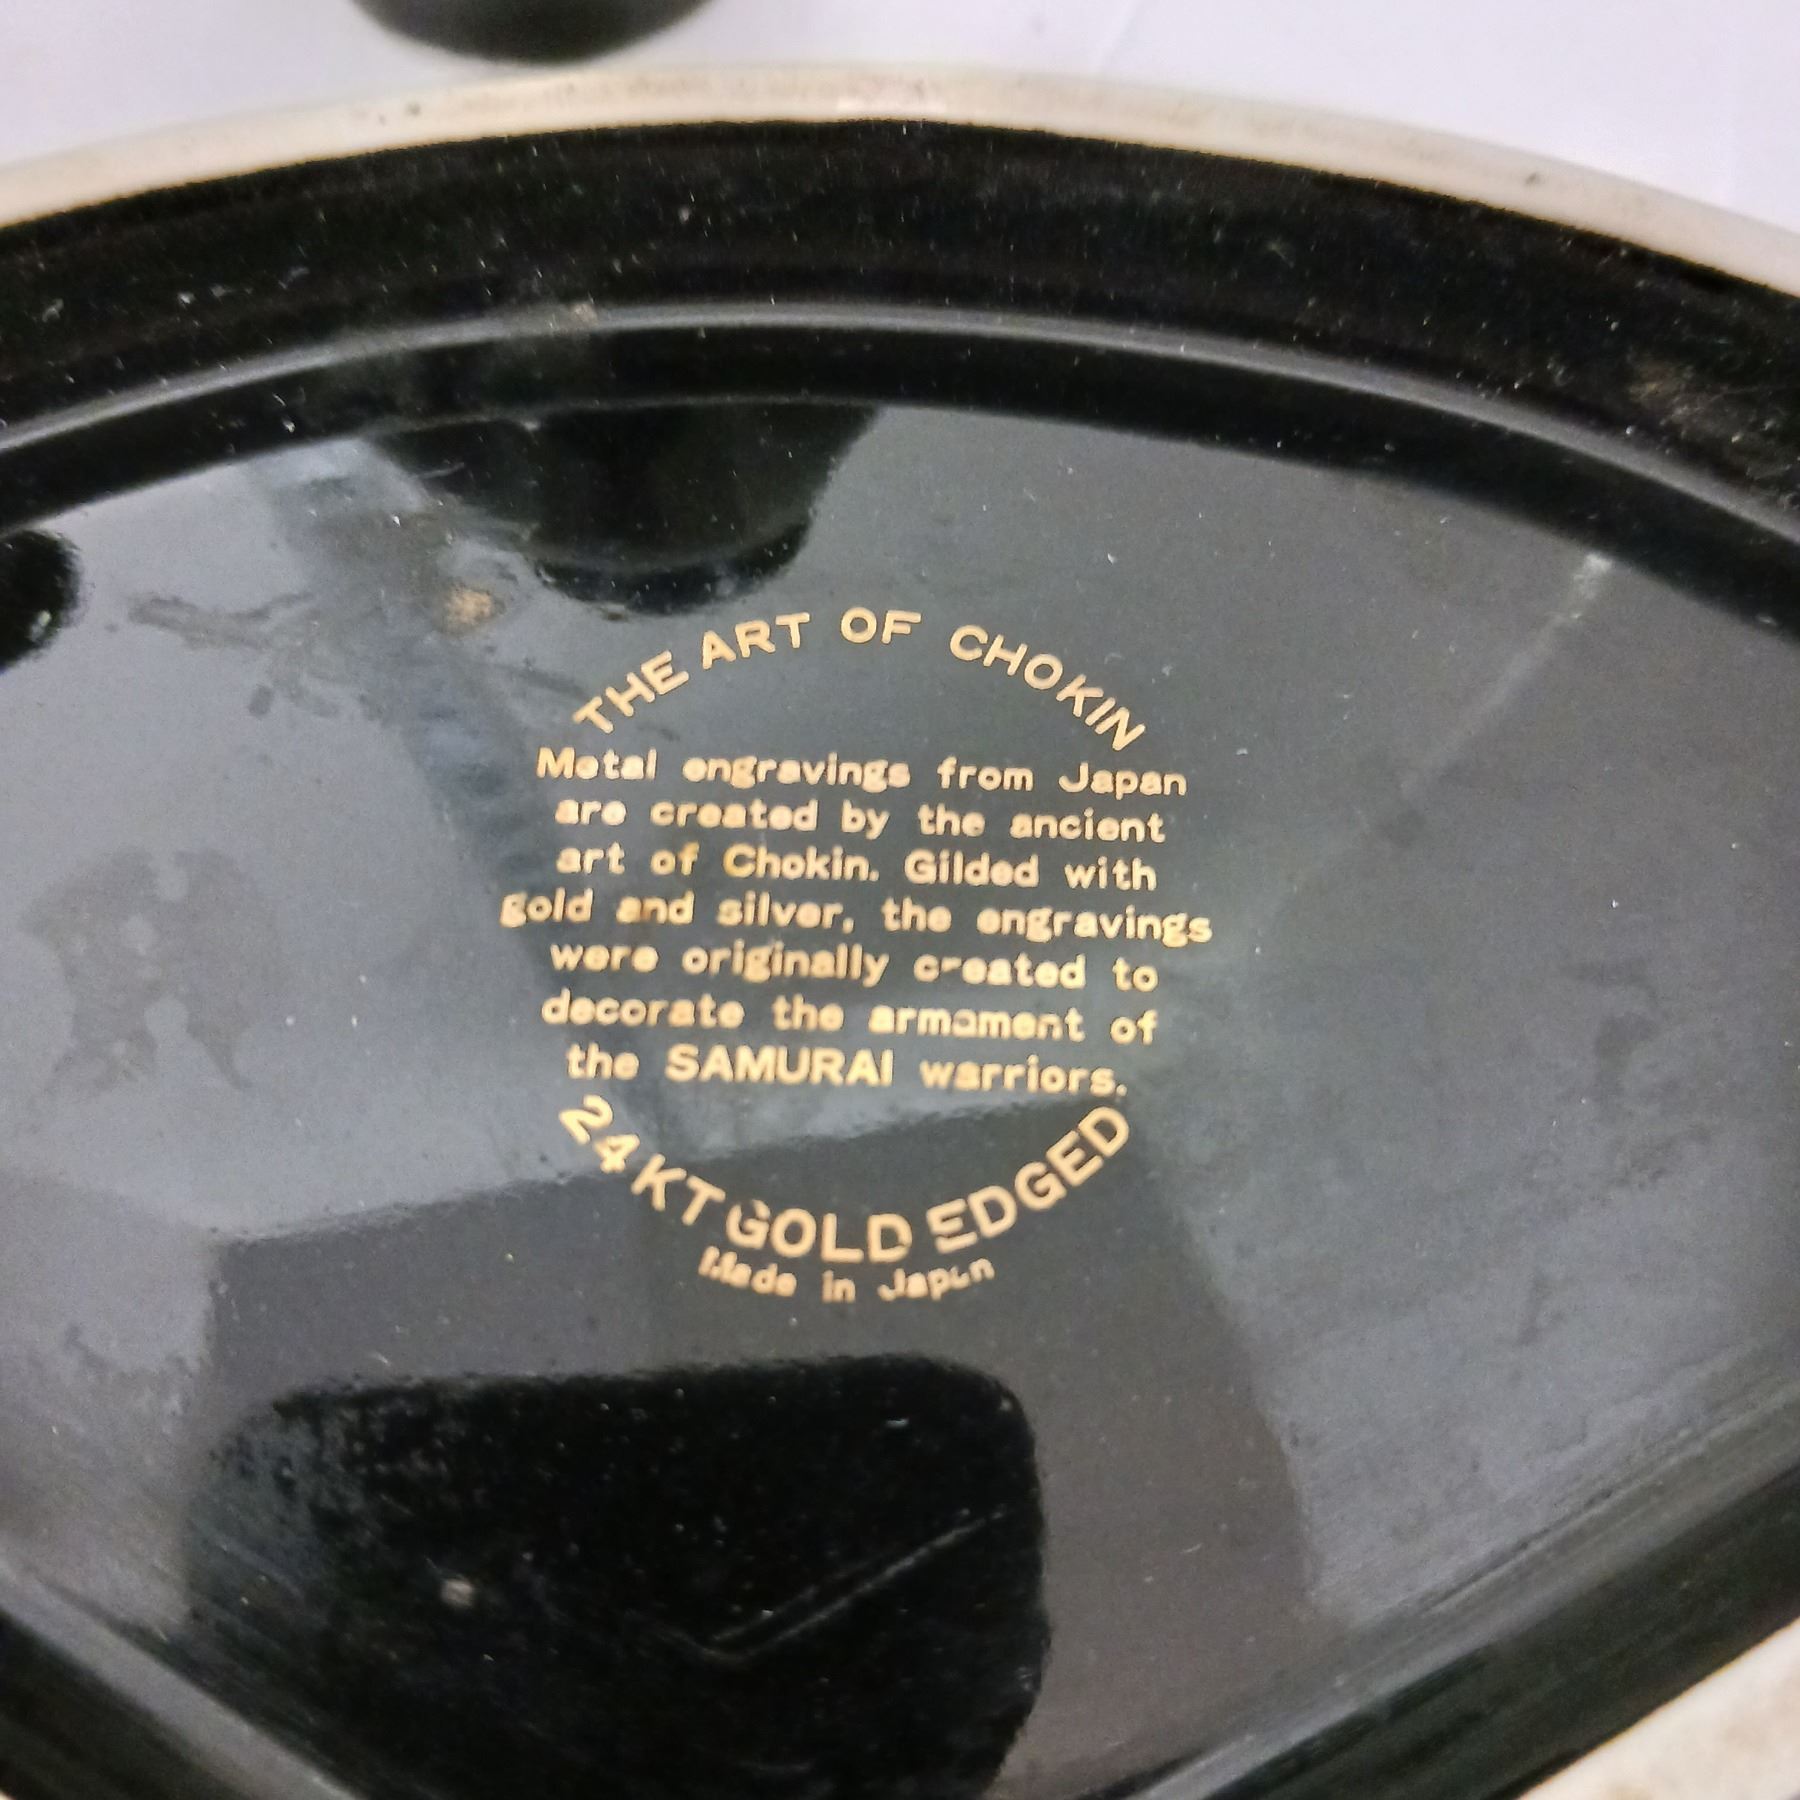 THE ART OF CHOKIN
Metal engravings from Japan
are created by the ancient
art of Chokin. Gilded with
gold and silver, the engravings
were originally created to
decorate the armament of
the SAMURAI warriors.
24 KT GOLD EDGED
Made in Japan